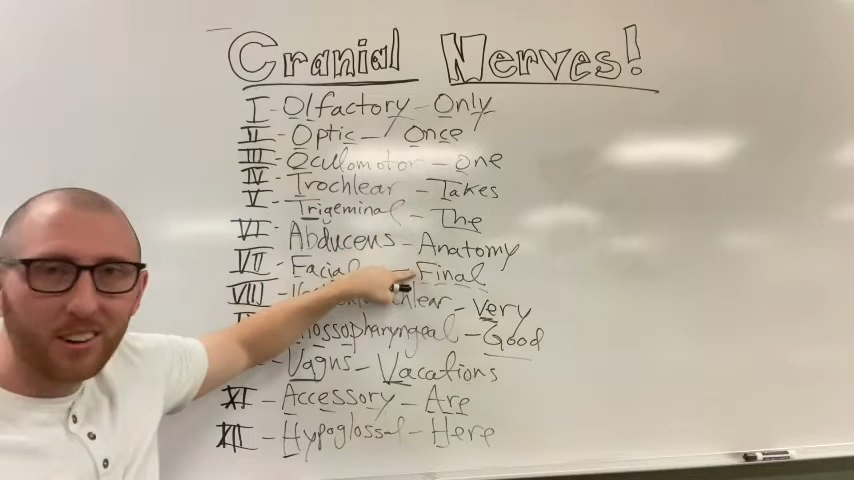 Cranial Nerves!
I - Olfactory - Only
II - Optic - Once
III - Oculomotor - One
IV - Trochlear - Takes
V - Trigeminal - The
VI - Abducens - Anatomy
VII - Facial - Final
VIII - - Very
- Good
- Vagus - Vacations
XI - Accessory - Are
XII - Hypoglossal - Here